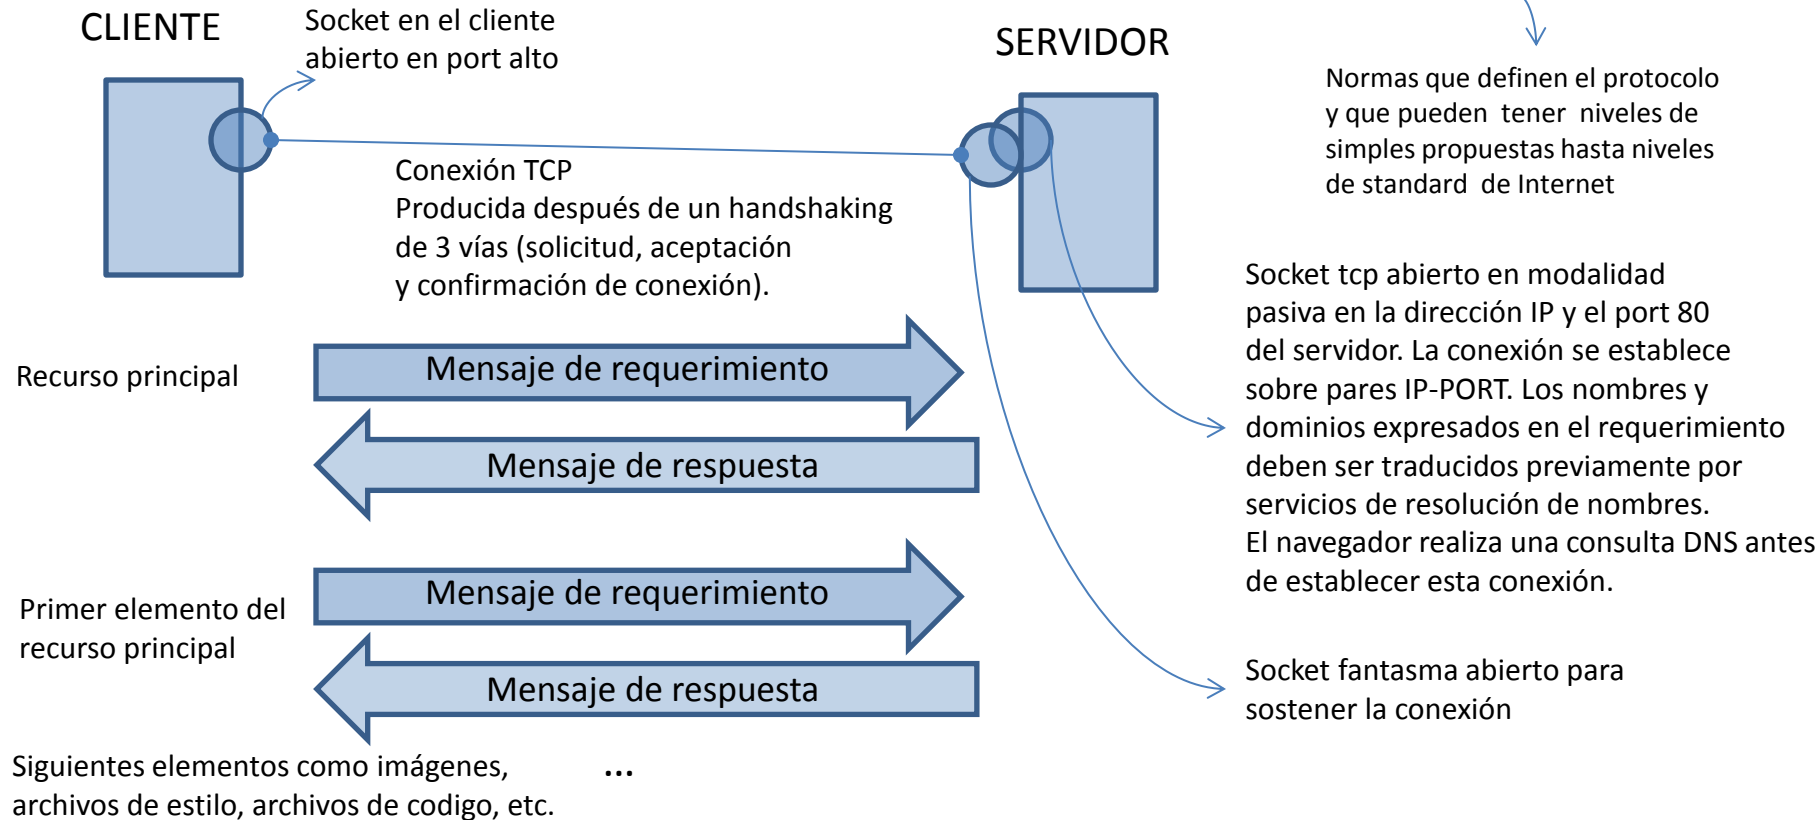 CLIENTE
Socket en el cliente
abierto en port alto
SERVIDOR
Normas que definen el protocolo
y que pueden tener niveles de
simples propuestas hasta niveles
de standard de Internet
Conexión TCP
Producida después de un handshaking
de 3 vías (solicitud, aceptación
y confirmación de conexión).
Socket tcp abierto en modalidad
pasiva en la dirección IP y el port 80
del servidor. La conexión se establece
sobre pares IP-PORT. Los nombres y
dominios expresados en el requerimiento
deben ser traducidos previamente por
servicios de resolución de nombres.
El navegador realiza una consulta DNS antes
de establecer esta conexión.
Recurso principal
Mensaje de requerimiento
Mensaje de respuesta
Primer elemento del
recurso principal
Mensaje de requerimiento
Mensaje de respuesta
Socket fantasma abierto para
sostener la conexión
Siguientes elementos como imágenes, ...
archivos de estilo, archivos de codigo, etc.